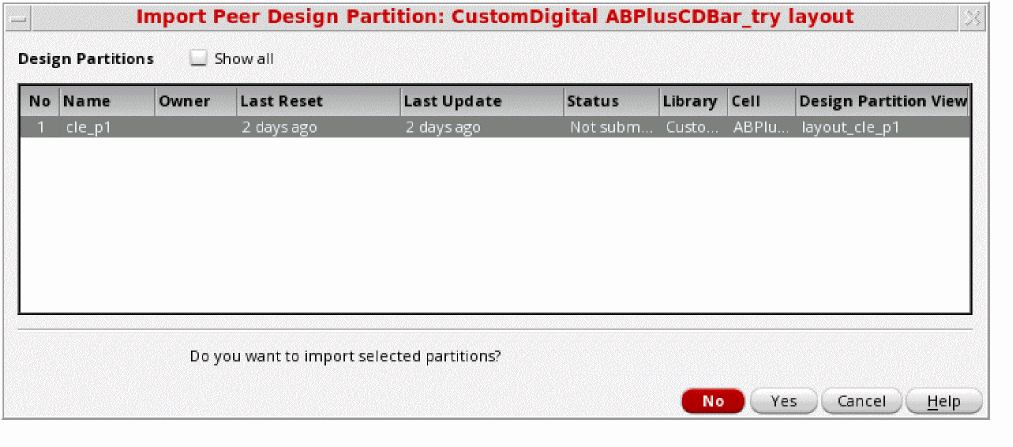 Import Peer Design Partition: CustomDigital ABPlusCDBar_try layout
Design Partitions Show all
No Name Owner Last Reset Last Update Status Library Cell Design Partition View
1 cle_p1 2 days ago 2 days ago Not subm... Custo... ABPlu... layout_cle_p1
Do you want to import selected partitions?
No Yes Cancel Help